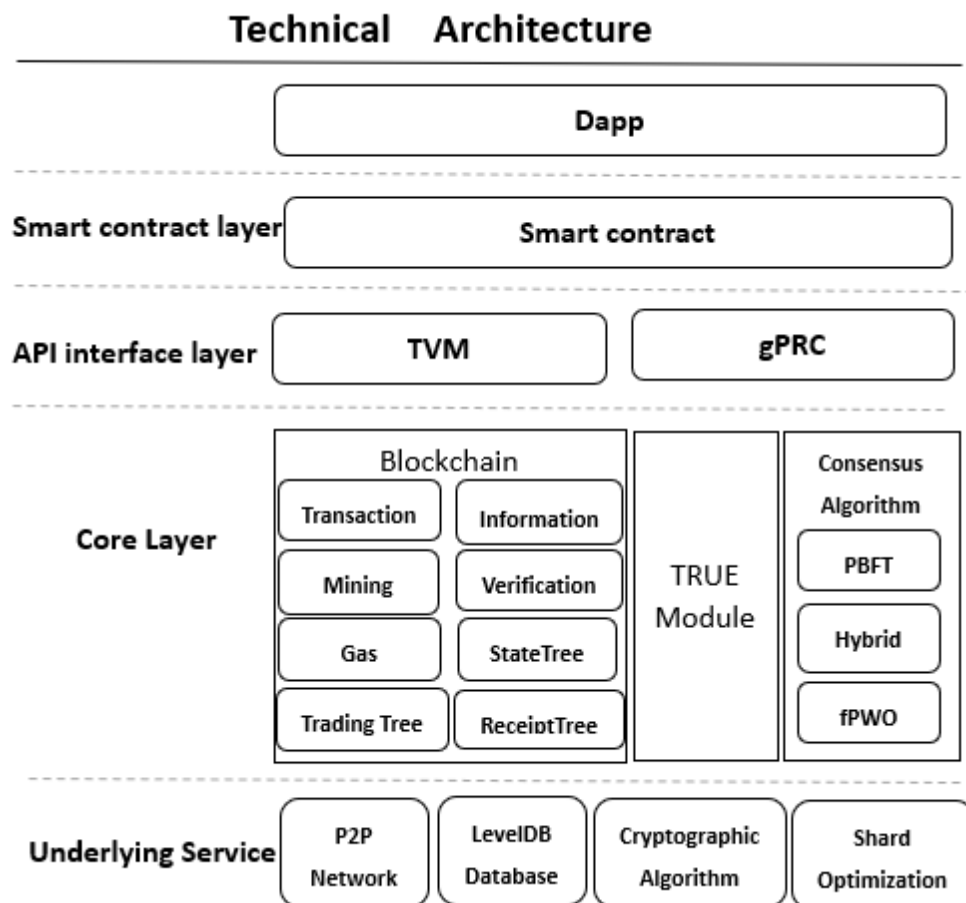 Technical Architecture
Dapp
Smart contract layer
Smart contract
API interface layer
TVM
gPRC
Core Layer
Blockchain
Transaction
Information
Mining
Verification
Gas
StateTree
Trading Tree
ReceiptTree
TRUE
Module
Consensus
Algorithm
PBFT
Hybrid
fPWO
Underlying Service
P2P
Network
LevelDB
Database
Cryptographic
Algorithm
Shard
Optimization